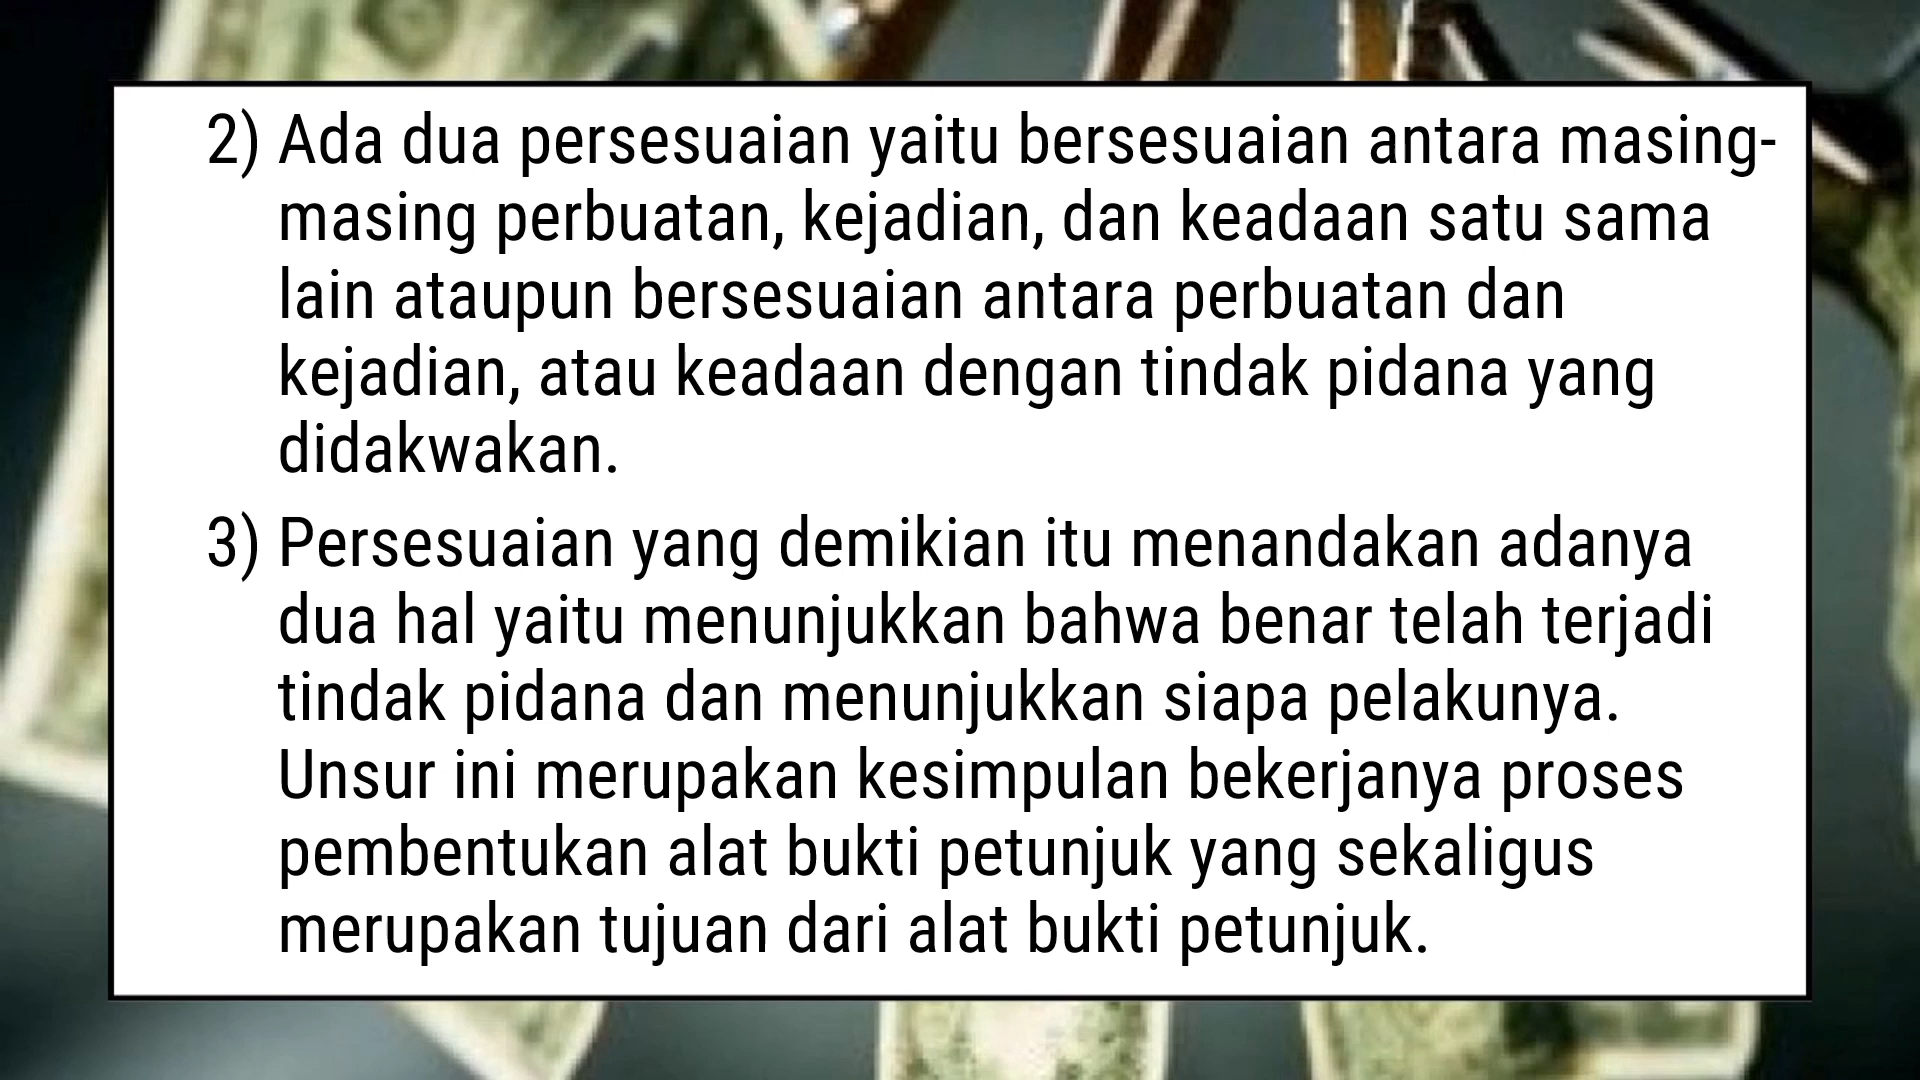 2) Ada dua persesuaian yaitu bersesuaian antara masing-
masing perbuatan, kejadian, dan keadaan satu sama
lain ataupun bersesuaian antara perbuatan dan
kejadian, atau keadaan dengan tindak pidana yang
didakwakan.
3) Persesuaian yang demikian itu menandakan adanya
dua hal yaitu menunjukkan bahwa benar telah terjadi
tindak pidana dan menunjukkan siapa pelakunya.
Unsur ini merupakan kesimpulan bekerjanya proses
pembentukan alat bukti petunjuk yang sekaligus
merupakan tujuan dari alat bukti petunjuk.